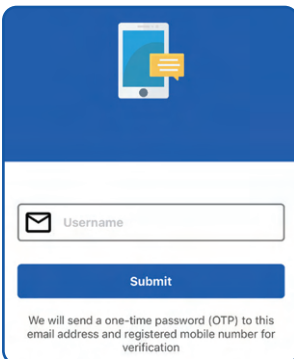 Username
Submit
We will send a one-time password (OTP) to this
email address and registered mobile number for
verification